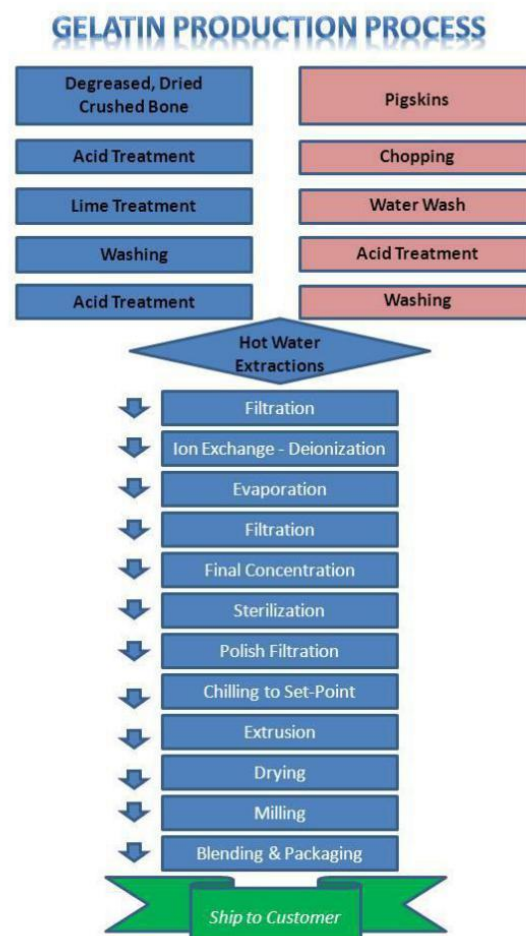 GELATIN PRODUCTION PROCESS
Degreased, Dried
Crushed Bone
Acid Treatment
Lime Treatment
Washing
Acid Treatment
Pigskins
Chopping
Water Wash
Acid Treatment
Washing
Hot Water
Extractions
Filtration
Ion Exchange - Deionization
Evaporation
Filtration
Final Concentration
Sterilization
Polish Filtration
Chilling to Set-Point
Extrusion
Drying
Milling
Blending & Packaging
Ship to Customer